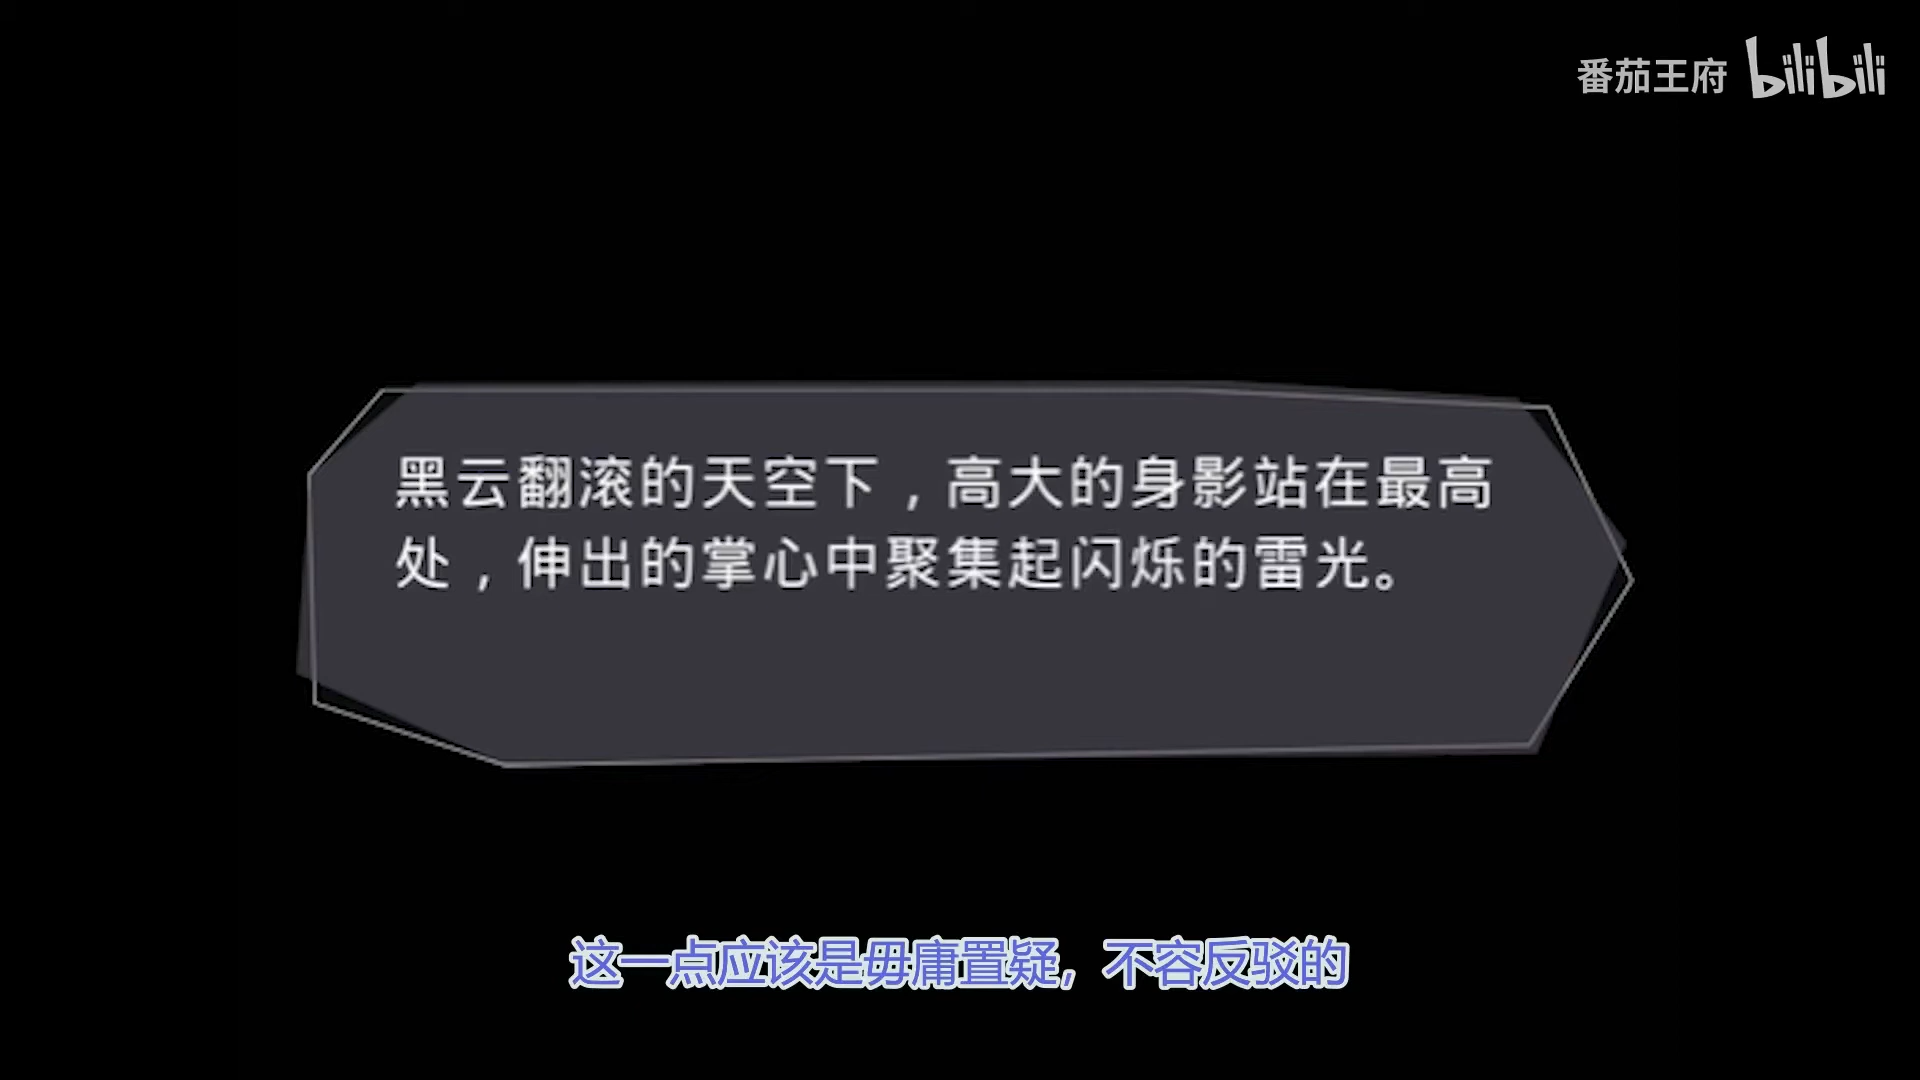 番茄王府 bilibili
黑云翻滚的天空下，高大的身影站在最高
处，伸出的掌心中聚集起闪烁的雷光。
这一点应该是毋庸置疑，不容反驳的